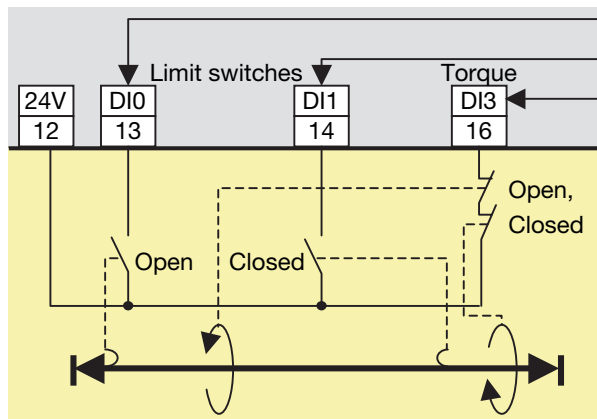 Limit switches
Torque
24V
DI0
DI1
DI3
12
13
14
16
Open,
Closed
Open
Closed